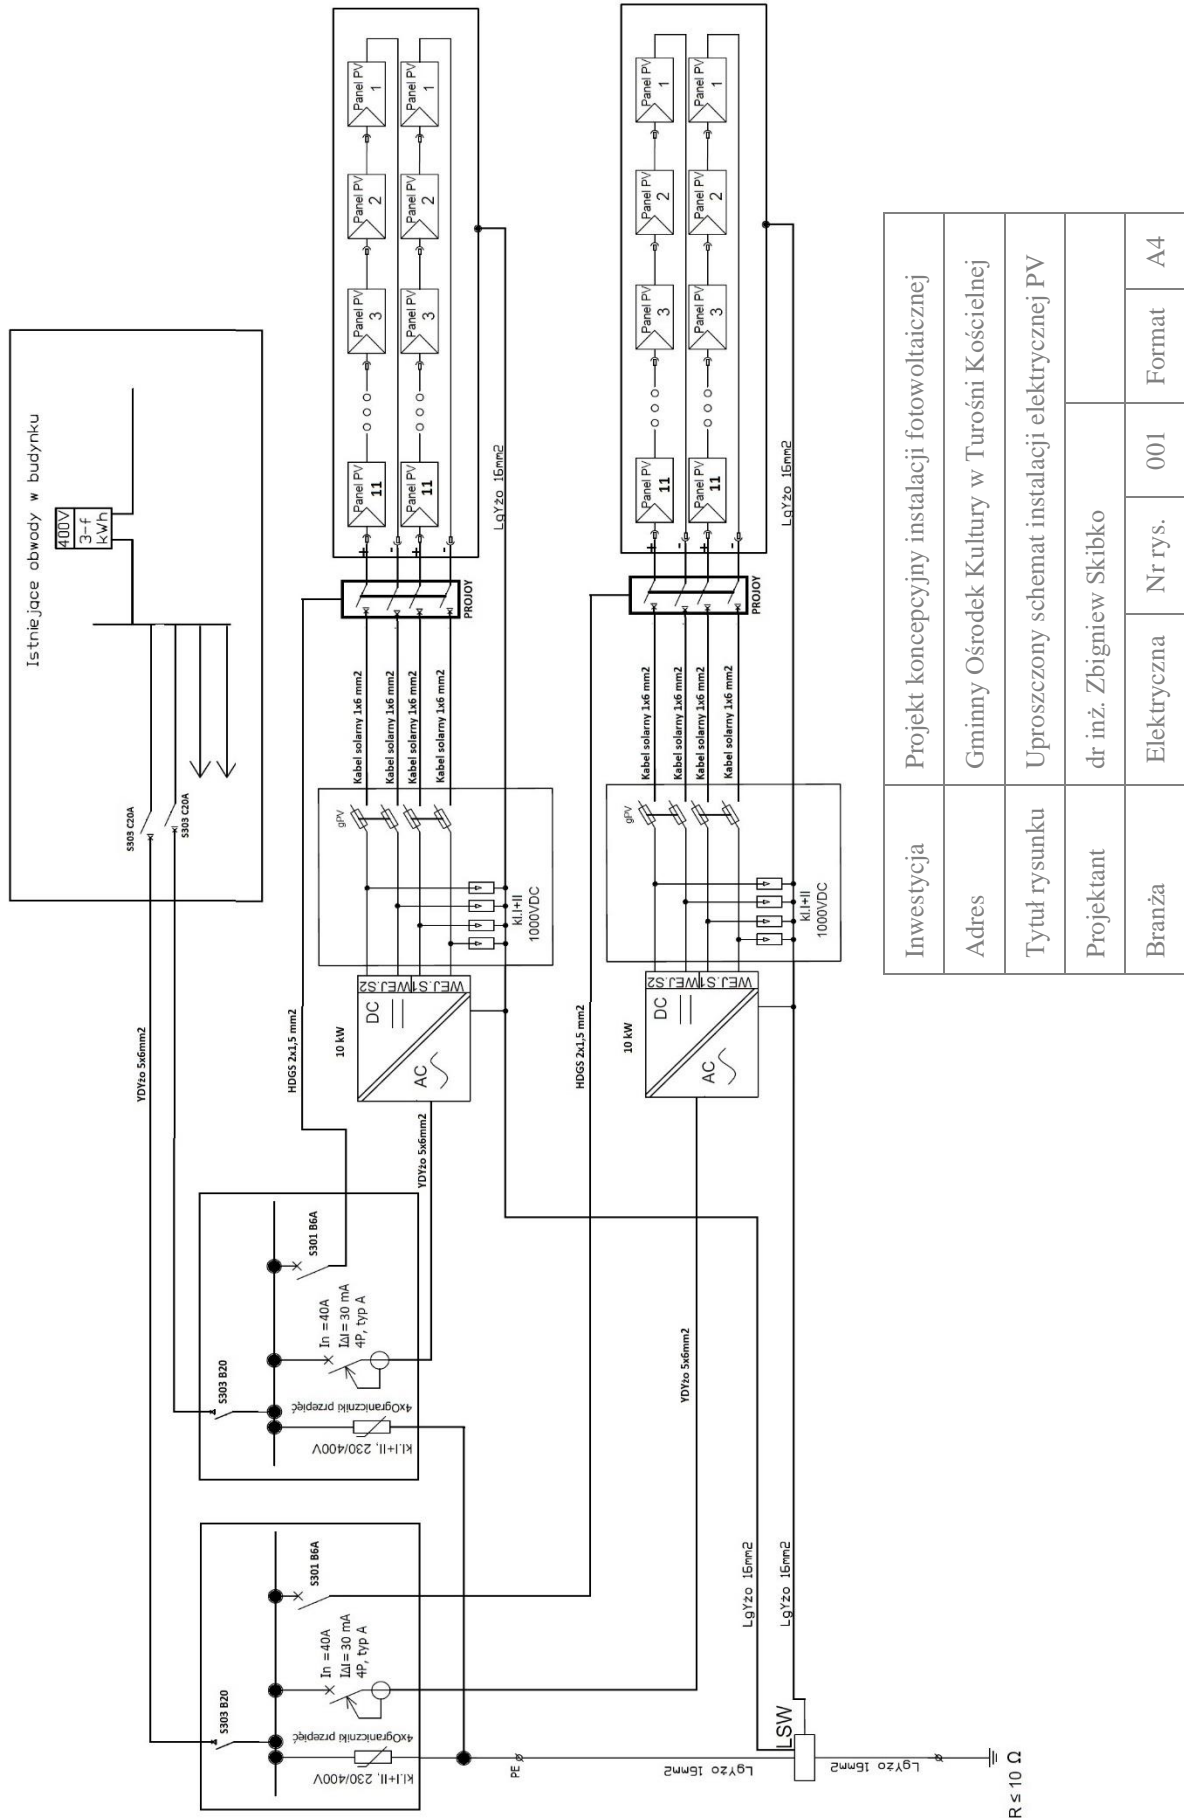 Istniejące obwody w budynku
400V
3-f
kWh
S303 C20A
S303 C20A
YDYżo 5x6mm2
Panel PV
1
Panel PV
2
Panel PV
3
Panel PV
11
Panel PV
1
Panel PV
2
Panel PV
3
Panel PV
11
+
-
+
-
LgYżo 16mm2
PROJOY
Kabel solarny 1x6 mm2
Kabel solarny 1x6 mm2
Kabel solarny 1x6 mm2
Kabel solarny 1x6 mm2
gPV
kl.I+II
1000VDC
WEJ.S2
WEJ.S1
DC
AC
10 kW
HDGS 2x1,5 mm2
YDYżo 5x6mm2
S303 B20
S301 B6A
In =40A
IΔI= 30 mA
4P, typ A
4xOgraniczniki przepięć
kl.I+II, 230/400V
Panel PV
1
Panel PV
2
Panel PV
3
Panel PV
11
Panel PV
1
Panel PV
2
Panel PV
3
Panel PV
11
+
-
+
-
LgYżo 16mm2
PROJOY
Kabel solarny 1x6 mm2
Kabel solarny 1x6 mm2
Kabel solarny 1x6 mm2
Kabel solarny 1x6 mm2
gPV
kl.I+II
1000VDC
WEJ.S2
WEJ.S1
DC
AC
10 kW
HDGS 2x1,5 mm2
YDYżo 5x6mm2
S303 B20
S301 B6A
In =40A
IΔI= 30 mA
4P, typ A
4xOgraniczniki przepięć
kl.I+II, 230/400V
LgYżo 16mm2
LgYżo 16mm2
LSW
PE
LgYżo 16mm2
LgYżo 16mm2
R ≤ 10 Ω
Inwestycja Projekt koncepcyjny instalacji fotowoltaicznej
Adres Gminny Ośrodek Kultury w Turośni Kościelnej
Tytuł rysunku Uproszczony schemat instalacji elektrycznej PV
Projektant dr inż. Zbigniew Skibko
Branża Elektryczna Nr rys. 001 Format A4